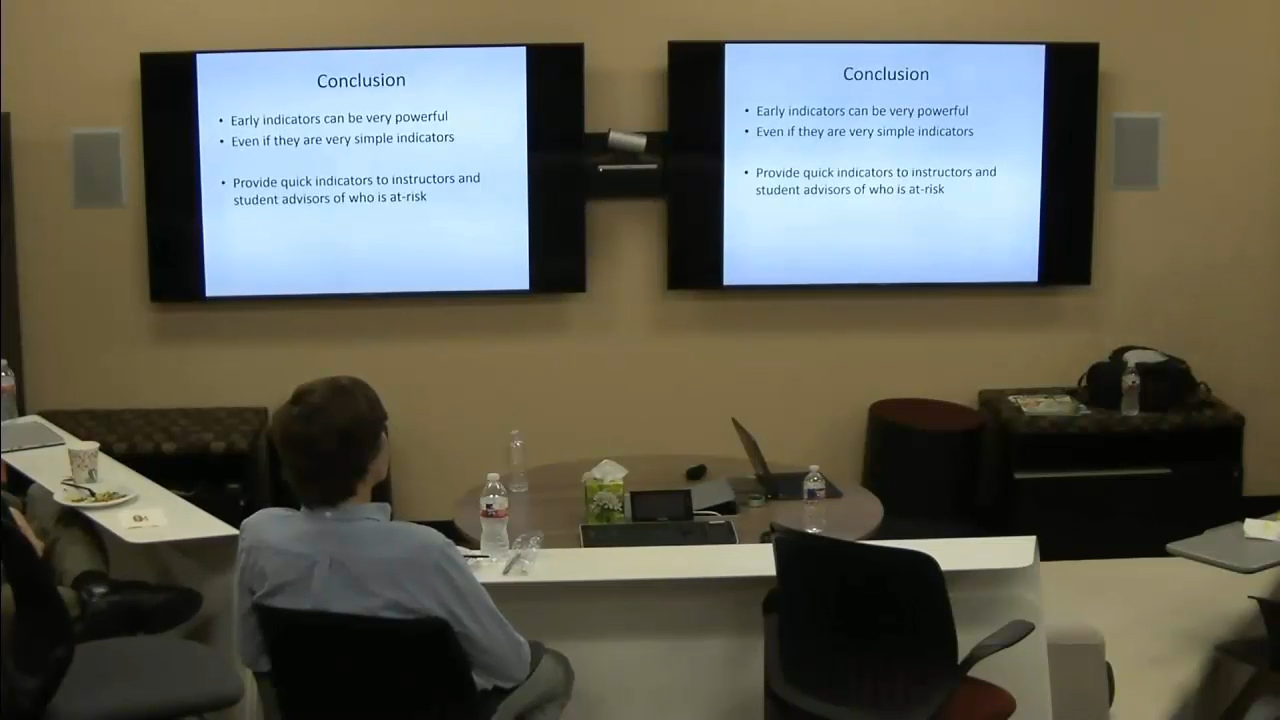 Conclusion
• Early indicators can be very powerful
• Even if they are very simple indicators
• Provide quick indicators to instructors and
student advisors of who is at-risk
Conclusion
• Early indicators can be very powerful
• Even if they are very simple indicators
• Provide quick indicators to instructors and
student advisors of who is at-risk